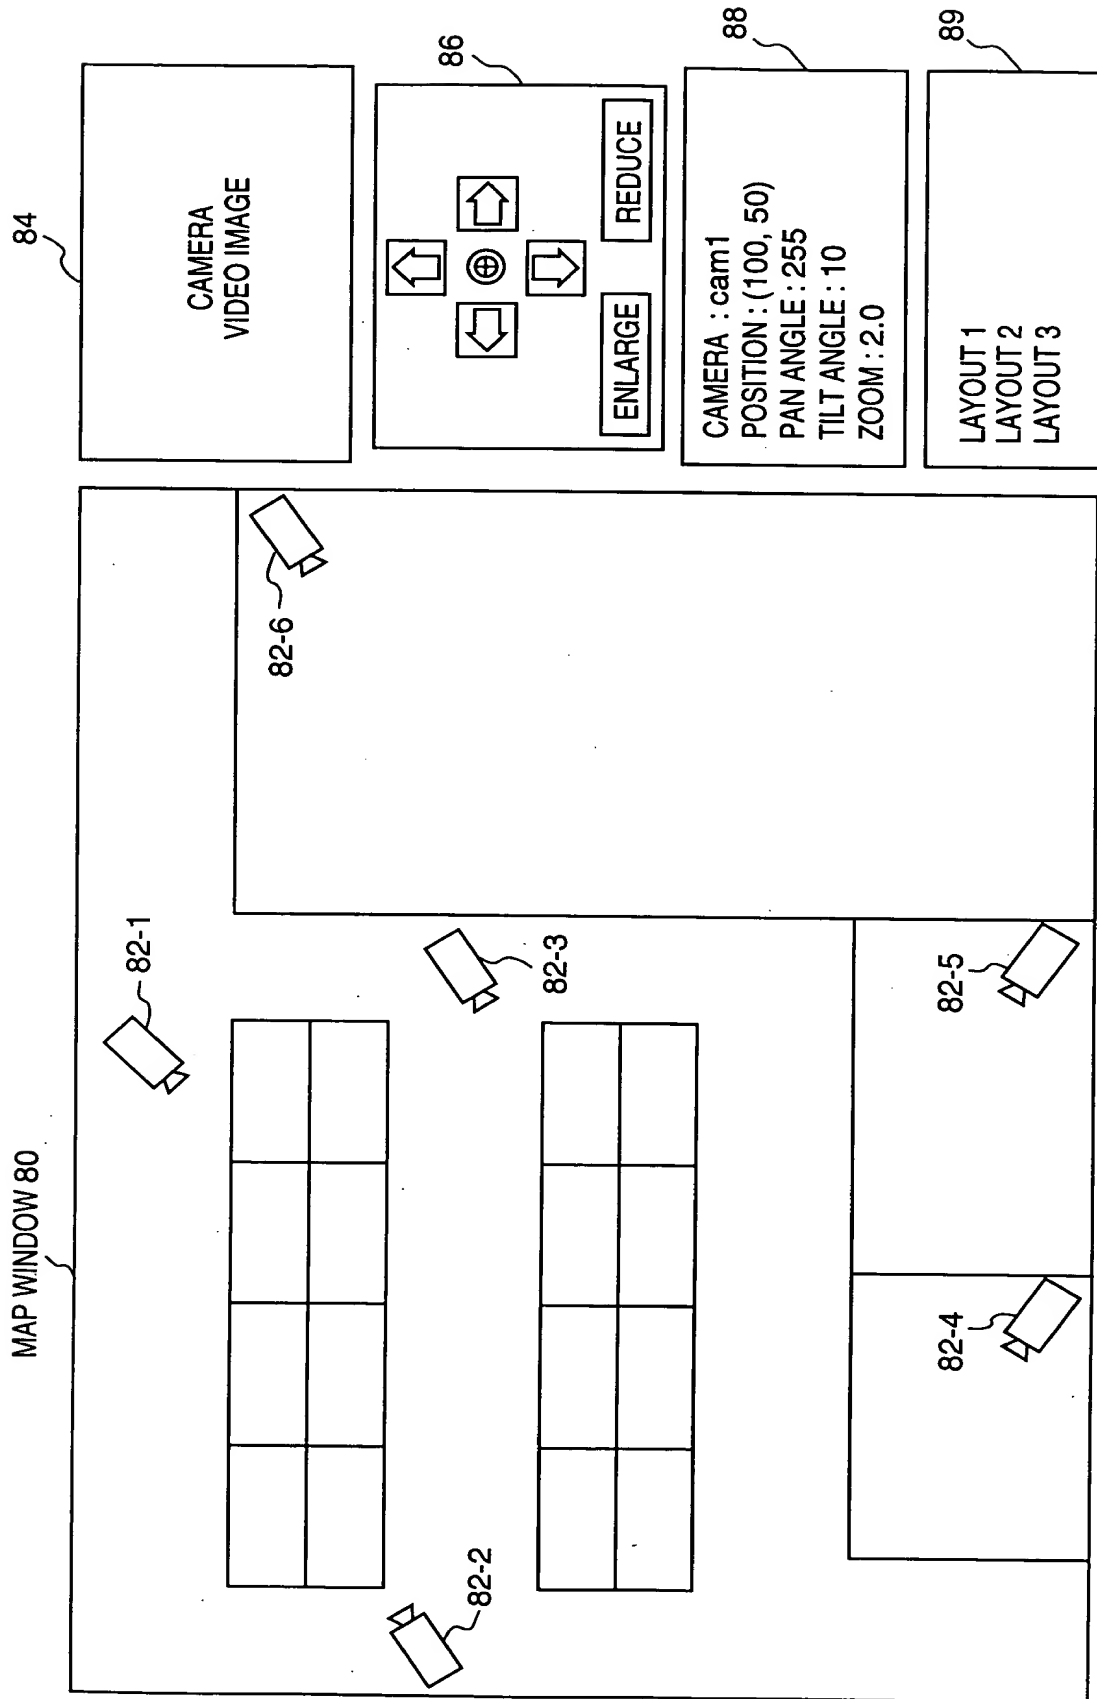 MAP WINDOW 80
84
82-1
82-6
CAMERA
VIDEO IMAGE
86
82-2
82-3
ENLARGE
REDUCE
88
CAMERA : cam1
POSITION : (100, 50)
PAN ANGLE : 255
TILT ANGLE : 10
ZOOM : 2.0
82-4
82-5
89
LAYOUT 1
LAYOUT 2
LAYOUT 3